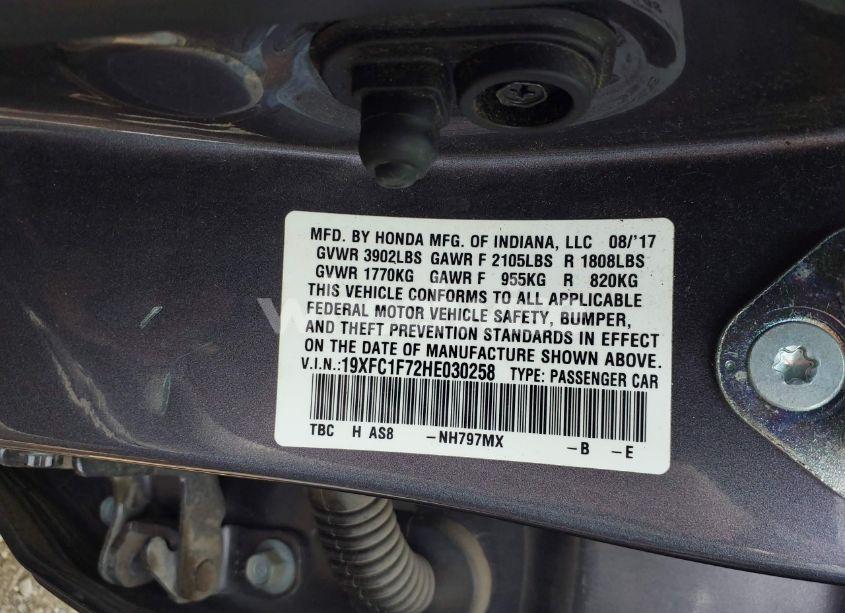 MFD. BY HONDA MFG. OF INDIANA, LLC 08/'17
GVWR 3902LBS GAWR F 2105LBS R 1808LBS
GVWR 1770KG GAWR F 955KG R 820KG
THIS VEHICLE CONFORMS TO ALL APPLICABLE
FEDERAL MOTOR VEHICLE SAFETY, BUMPER,
AND THEFT PREVENTION STANDARDS IN EFFECT
ON THE DATE OF MANUFACTURE SHOWN ABOVE.
V.I.N.:19XFC1F72HE030258 TYPE: PASSENGER CAR
TBC H AS8 -NH797MX -B -E